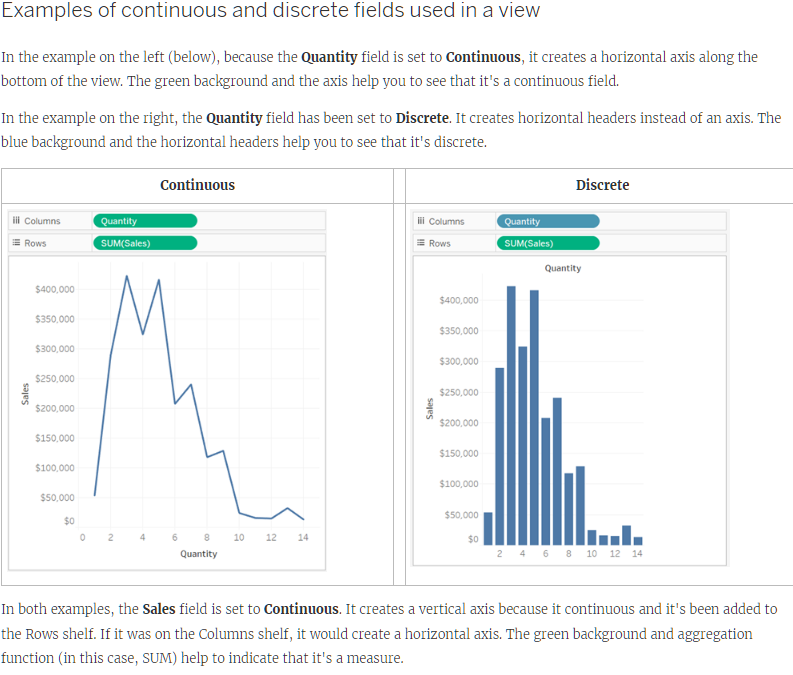 Examples of continuous and discrete fields used in a view
In the example on the left (below), because the Quantity field is set to Continuous, it creates a horizontal axis along the
bottom of the view. The green background and the axis help you to see that it's a continuous field.
In the example on the right, the Quantity field has been set to Discrete. It creates horizontal headers instead of an axis. The
blue background and the horizontal headers help you to see that it's discrete.
Continuous
Columns Quantity
Rows SUM(Sales)
$400,000
$350,000
$300,000
$250,000
$200,000
$150,000
$100,000
$50,000
$0
Sales
0 2 4 6 8 10 12 14
Quantity
Discrete
Columns Quantity
Rows SUM(Sales)
Quantity
$400,000
$350,000
$300,000
$250,000
$200,000
$150,000
$100,000
$50,000
$0
Sales
2 4 6 8 10 12 14
In both examples, the Sales field is set to Continuous. It creates a vertical axis because it continuous and it's been added to
the Rows shelf. If it was on the Columns shelf, it would create a horizontal axis. The green background and aggregation
function (in this case, SUM) help to indicate that it's a measure.